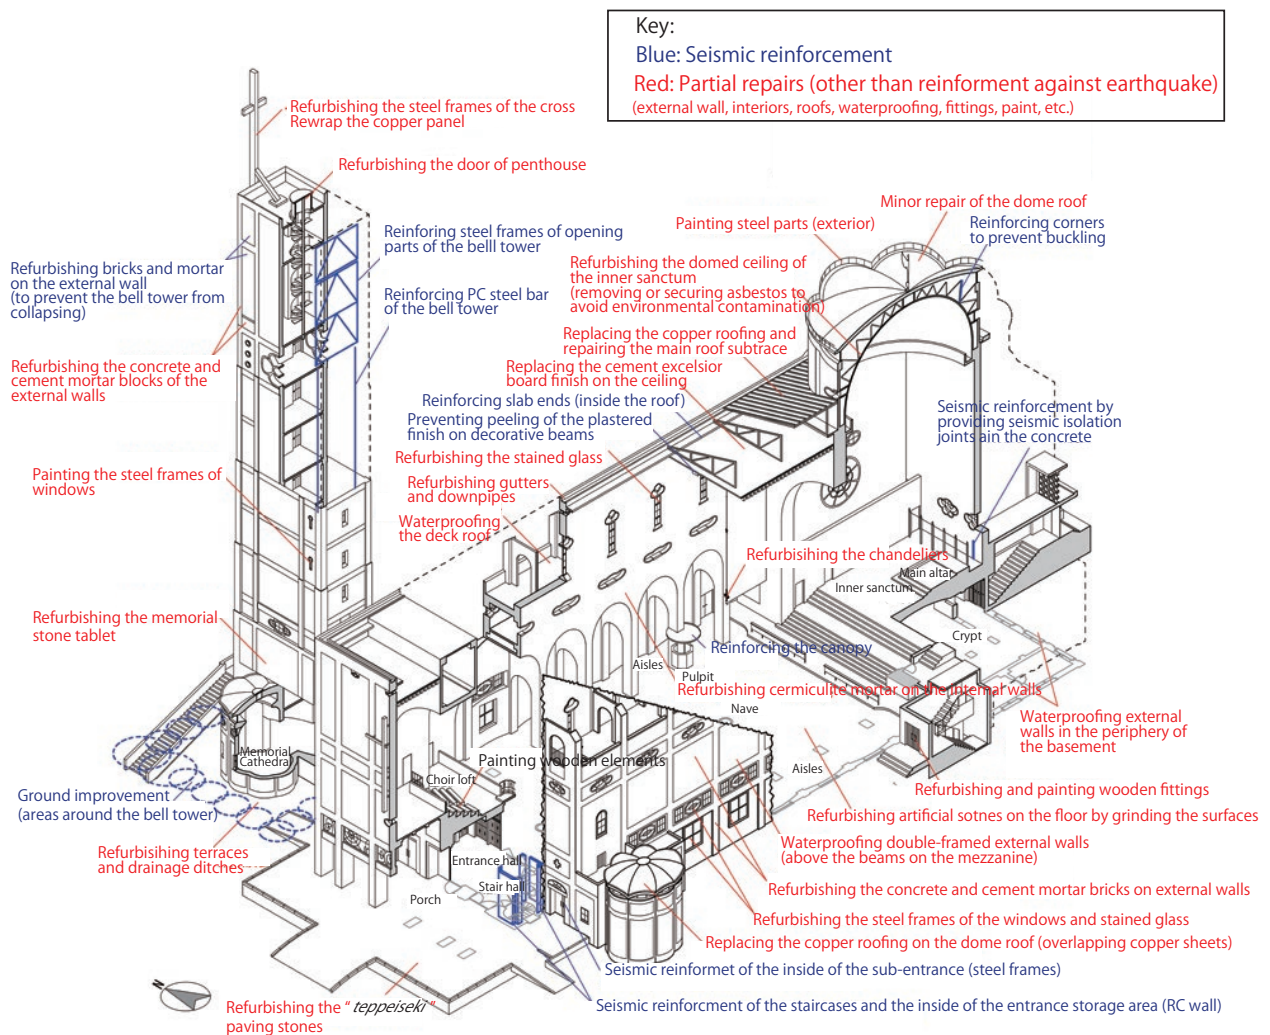 Key:
Blue: Seismic reinforcement
Red: Partial repairs (other than reinforment against earthquake)
(external wall, interiors, roofs, waterproofing, fittings, paint, etc.)
Refurbishing the steel frames of the cross
Rewrap the copper panel
Refurbishing the door of penthouse
Minor repair of the dome roof
Painting steel parts (exterior)
Reinforcing corners
to prevent buckling
Reinforing steel frames of opening
parts of the belll tower
Refurbishing bricks and mortar
on the external wall
(to prevent the bell tower from
collapsing)
Refurbishing the domed ceiling of
the inner sanctum
(removing or securing asbestos to
avoid environmental contamination)
Reinforcing PC steel bar
of the bell tower
Replacing the copper roofing and
repairing the main roof subtrace
Refurbishing the concrete and
cement mortar blocks of the
external walls
Replacing the cement excelsior
board finish on the ceiling
Reinforcing slab ends (inside the roof)
Preventing peeling of the plastered
finish on decorative beams
Seismic reinforcement by
providing seismic isolation
joints ain the concrete
Refurbishing the stained glass
Painting the steel frames of
windows
Refurbishing gutters
and downpipes
Waterproofing
the deck roof
Refurbisihing the chandeliers
Main altar
Inner sanctum
Refurbishing the memorial
stone tablet
Crypt
Reinforcing the canopy
Aisles
Pulpit
Refurbishing cermiculite mortar on the internal walls
Nave
Waterproofing external
walls in the periphery of
the basement
Memorial
Cathedral
Painting wooden elements
Choir loft
Aisles
Refurbishing and painting wooden fittings
Ground improvement
(areas around the bell tower)
Refurbishing artificial sotnes on the floor by grinding the surfaces
Waterproofing double-framed external walls
(above the beams on the mezzanine)
Refurbisihing terraces
and drainage ditches
Entrance hall
Stair hall
Porch
Refurbishing the concrete and cement mortar bricks on external walls
Refurbishing the steel frames of the windows and stained glass
Replacing the copper roofing on the dome roof (overlapping copper sheets)
Seismic reinformet of the inside of the sub-entrance (steel frames)
N
Seismic reinforcment of the staircases and the inside of the entrance storage area (RC wall)
Refurbishing the " teppeiseki "
paving stones